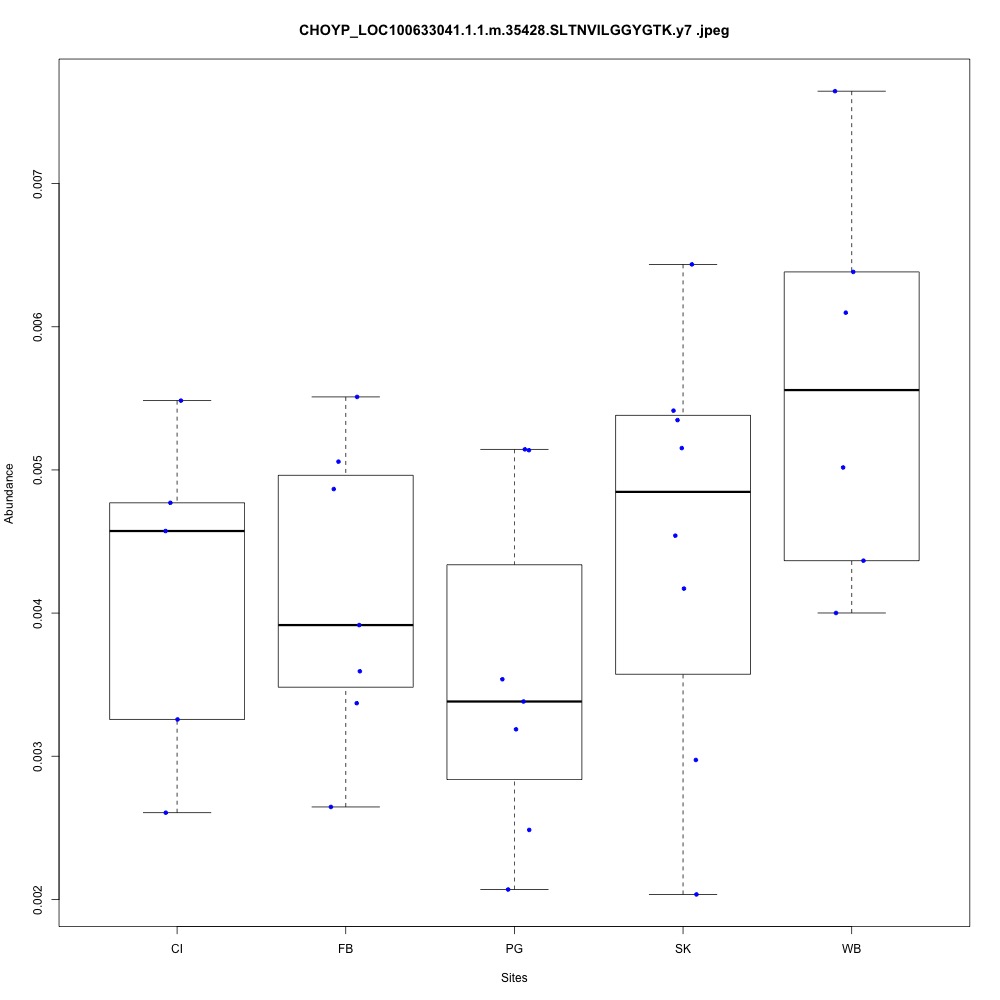 CHOYP_LOC100633041.1.1.m.35428.SLTNVILGGYGTK.y7 .jpeg
Abundance
0.007
0.006
0.005
0.004
0.003
0.002
CI FB PG SK WB
Sites